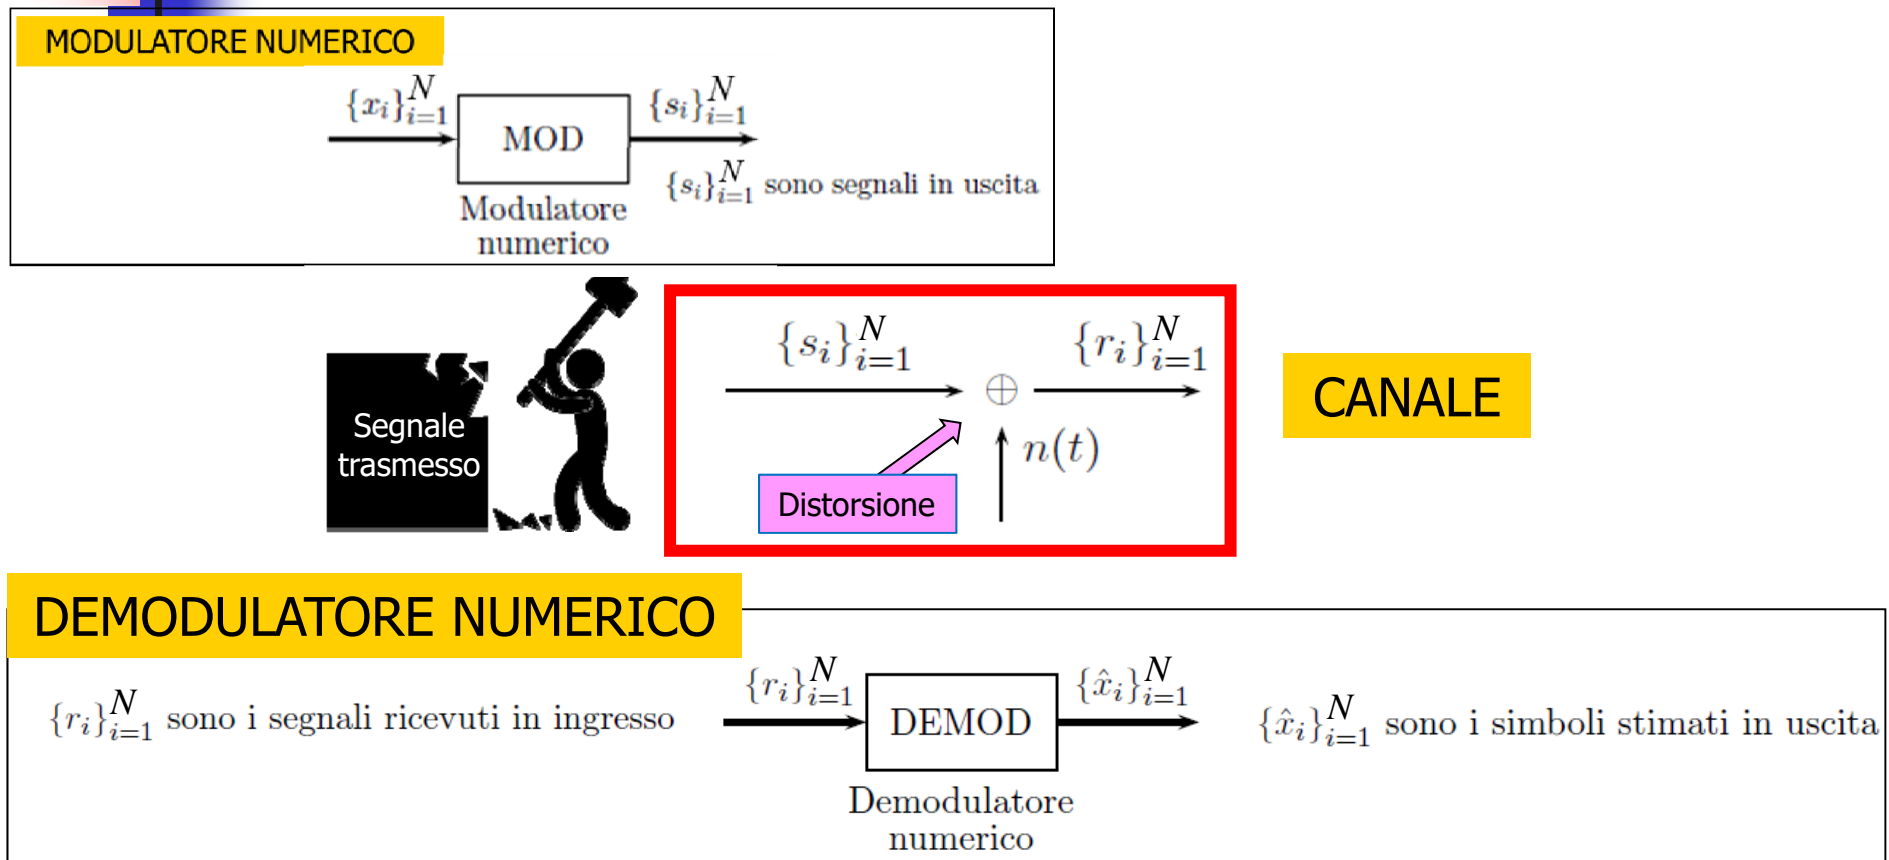 MODULATORE NUMERICO
{x_i}_{i=1}^N
{s_i}_{i=1}^N
MOD
{s_i}_{i=1}^N sono segnali in uscita
Modulatore
numerico
Segnale
trasmesso
{s_i}_{i=1}^N
{r_i}_{i=1}^N
⊕
n(t)
Distorsione
CANALE
DEMODULATORE NUMERICO
{r_i}_{i=1}^N sono i segnali ricevuti in ingresso
{r_i}_{i=1}^N
DEMOD
{x̂_i}_{i=1}^N
{x̂_i}_{i=1}^N sono i simboli stimati in uscita
Demodulatore
numerico